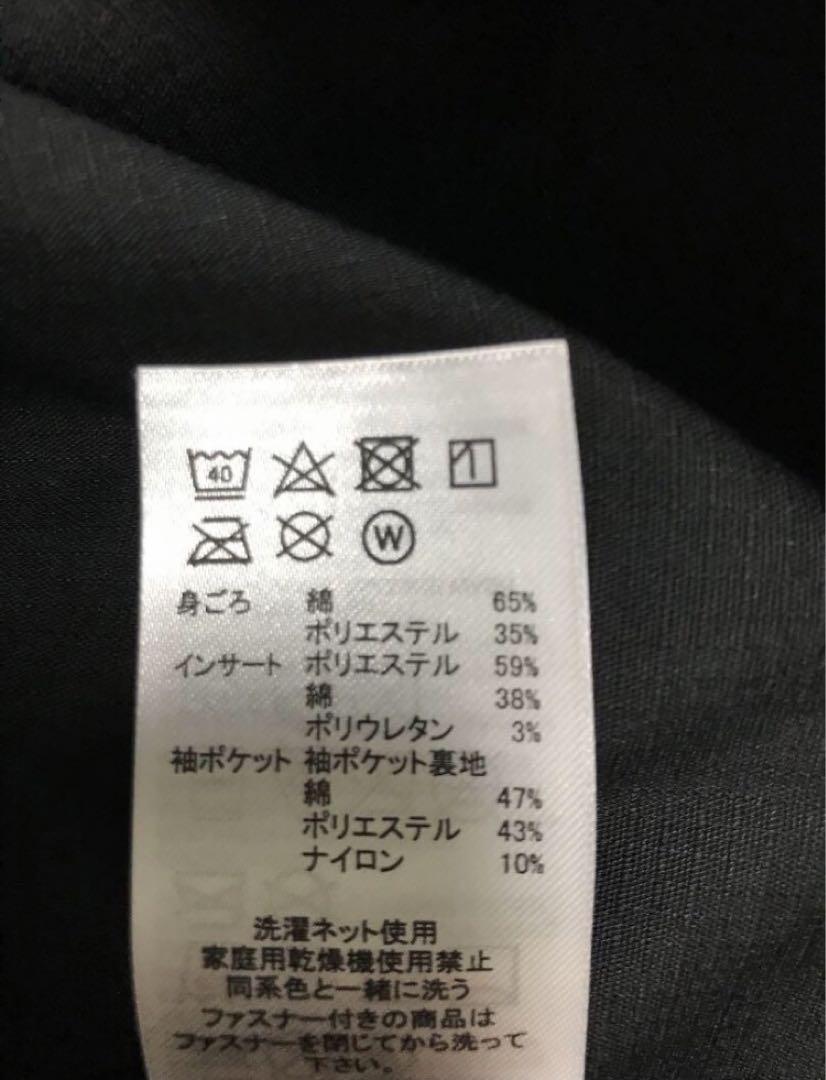 40
W
身ごろ 綿 65%
ポリエステル 35%
インサート ポリエステル 59%
綿 38%
ポリウレタン 3%
袖ポケット 袖ポケット裏地
綿 47%
ポリエステル 43%
ナイロン 10%
洗濯ネット使用
家庭用乾燥機使用禁止
同系色と一緒に洗う
ファスナー付きの商品は
ファスナーを閉じてから洗って
下さい。